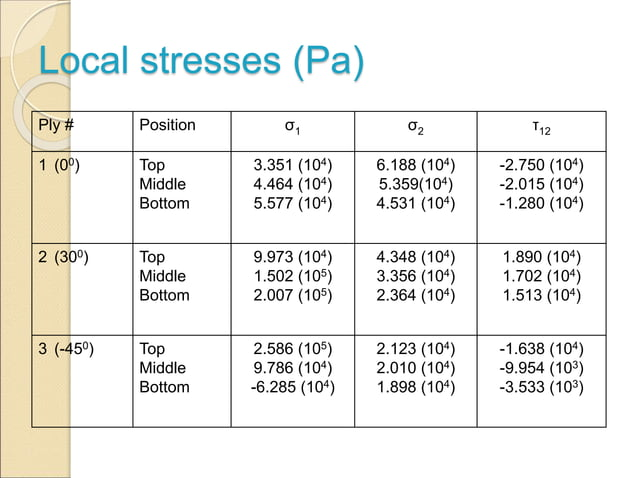 Local stresses (Pa)
Ply # Position σ₁ σ₂ τ₁₂
1 (0⁰) Top 3.351 (10⁴) 6.188 (10⁴) -2.750 (10⁴)
Middle 4.464 (10⁴) 5.359(10⁴) -2.015 (10⁴)
Bottom 5.577 (10⁴) 4.531 (10⁴) -1.280 (10⁴)
2 (30⁰) Top 9.973 (10⁴) 4.348 (10⁴) 1.890 (10⁴)
Middle 1.502 (10⁵) 3.356 (10⁴) 1.702 (10⁴)
Bottom 2.007 (10⁵) 2.364 (10⁴) 1.513 (10⁴)
3 (-45⁰) Top 2.586 (10⁵) 2.123 (10⁴) -1.638 (10⁴)
Middle 9.786 (10⁴) 2.010 (10⁴) -9.954 (10³)
Bottom -6.285 (10⁴) 1.898 (10⁴) -3.533 (10³)